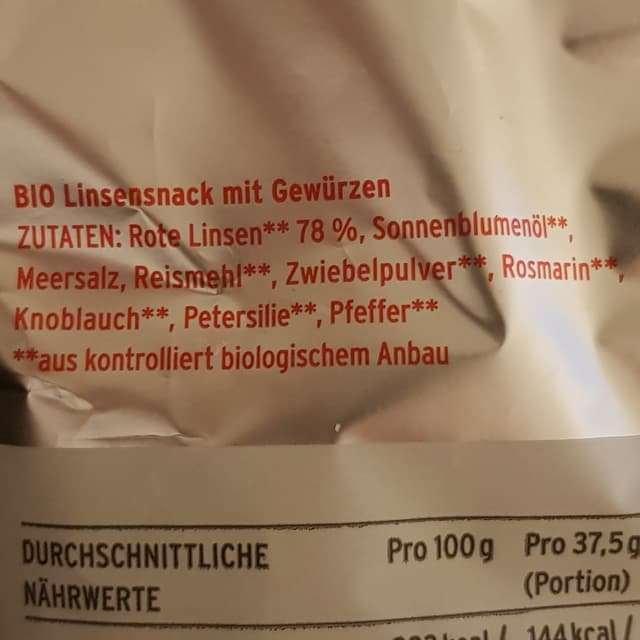 BIO Linsensnack mit Gewürzen
ZUTATEN: Rote Linsen** 78 %, Sonnenblumenöl**,
Meersalz, Reismehl**, Zwiebelpulver**, Rosmarin**,
Knoblauch**, Petersilie**, Pfeffer**
**aus kontrolliert biologischem Anbau
DURCHSCHNITTLICHE NÄHRWERTE
Pro 100 g
Pro 37,5 g
(Portion)
144 kcal /